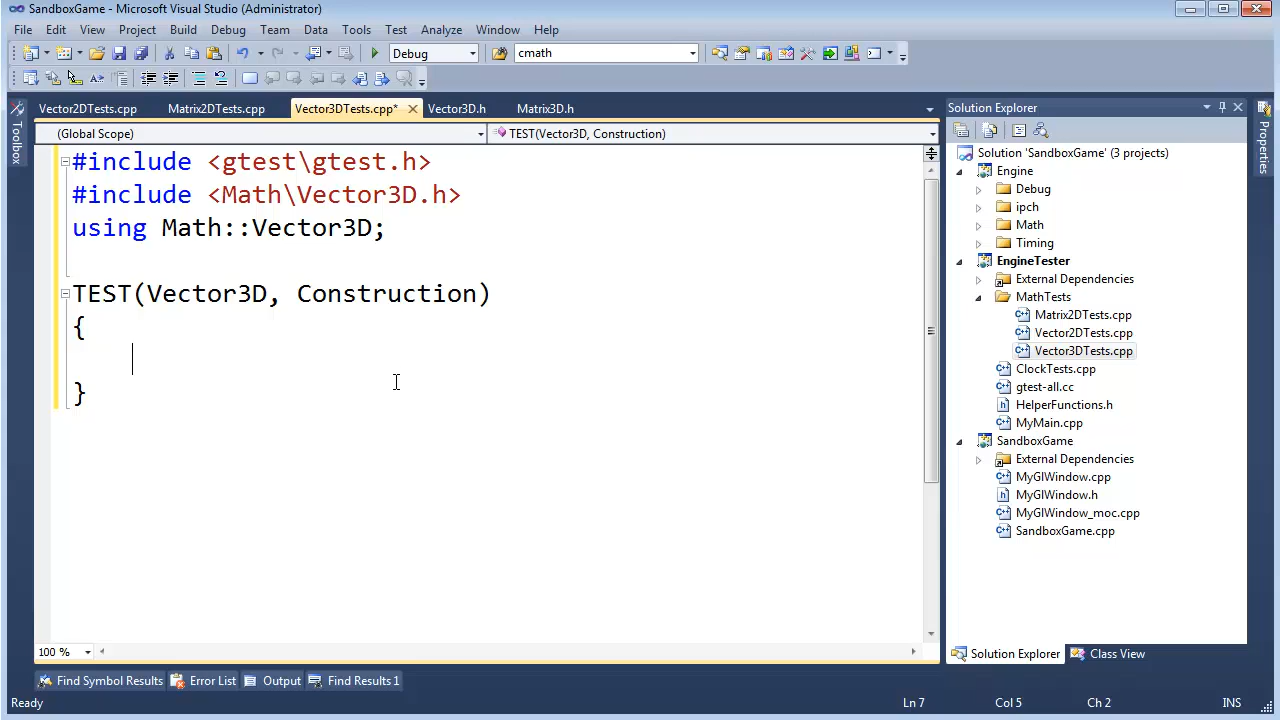 SandboxGame - Microsoft Visual Studio (Administrator)
File Edit View Project Build Debug Team Data Tools Test Analyze Window Help
Debug cmath
Vector2DTests.cpp Matrix2DTests.cpp Vector3DTests.cpp* Vector3D.h Matrix3D.h
(Global Scope) TEST(Vector3D, Construction)
#include <gtest\gtest.h>
#include <Math\Vector3D.h>
using Math::Vector3D;
TEST(Vector3D, Construction)
{
}
100 %
Toolbox
Solution Explorer
Solution 'SandboxGame' (3 projects)
Engine
Debug
ipch
Math
Timing
EngineTester
External Dependencies
MathTests
Matrix2DTests.cpp
Vector2DTests.cpp
Vector3DTests.cpp
ClockTests.cpp
gtest-all.cc
HelperFunctions.h
MyMain.cpp
SandboxGame
External Dependencies
MyGlWindow.cpp
MyGlWindow.h
MyGlWindow_moc.cpp
SandboxGame.cpp
Solution Explorer Class View
Properties
Find Symbol Results Error List Output Find Results 1
Ready Ln 7 Col 5 Ch 2 INS